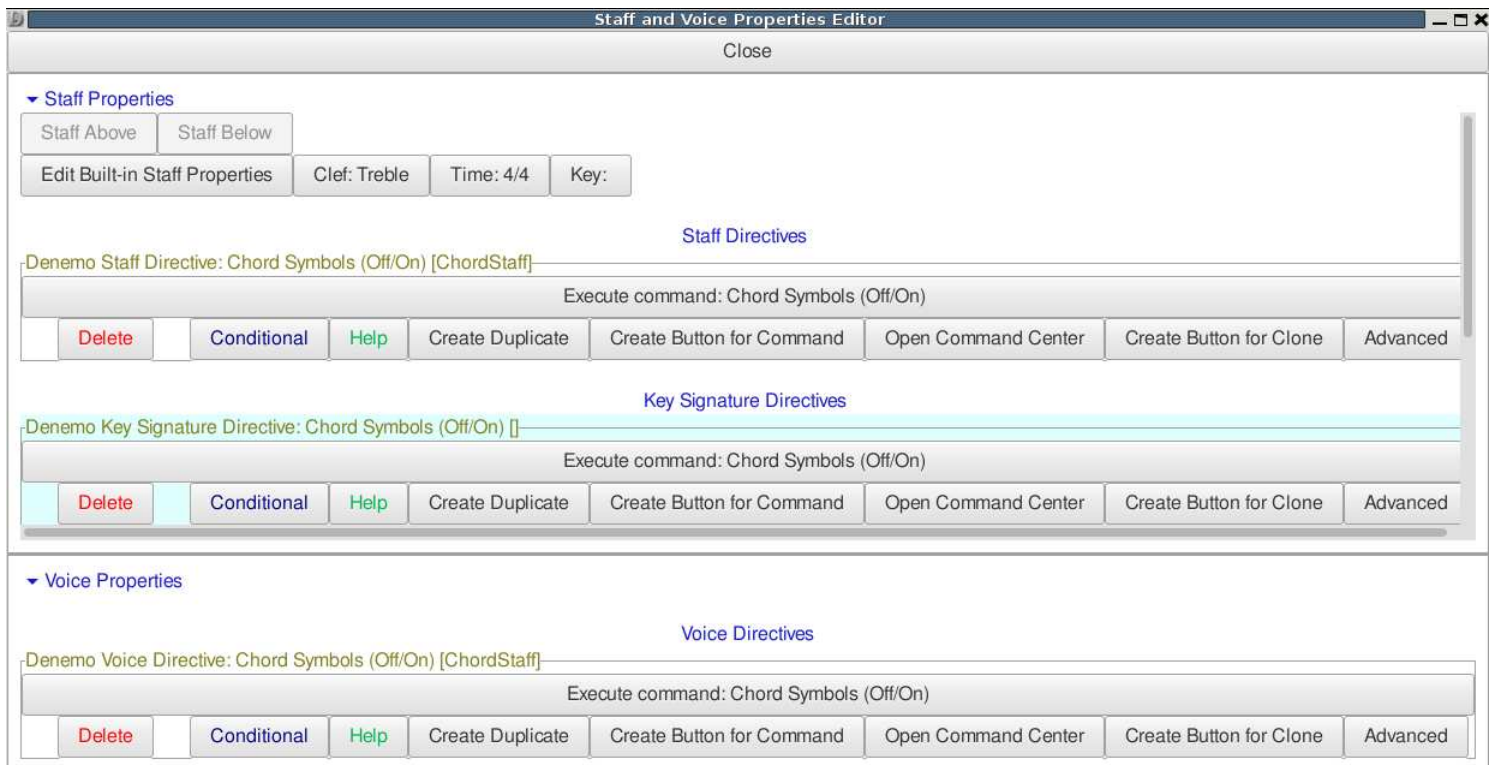 Staff and Voice Properties Editor
Close
Staff Properties
Staff Above Staff Below
Edit Built-in Staff Properties Clef: Treble Time: 4/4 Key:
Staff Directives
Denemo Staff Directive: Chord Symbols (Off/On) [ChordStaff]
Execute command: Chord Symbols (Off/On)
Delete Conditional Help Create Duplicate Create Button for Command Open Command Center Create Button for Clone Advanced
Key Signature Directives
Denemo Key Signature Directive: Chord Symbols (Off/On) []
Execute command: Chord Symbols (Off/On)
Delete Conditional Help Create Duplicate Create Button for Command Open Command Center Create Button for Clone Advanced
Voice Properties
Voice Directives
Denemo Voice Directive: Chord Symbols (Off/On) [ChordStaff]
Execute command: Chord Symbols (Off/On)
Delete Conditional Help Create Duplicate Create Button for Command Open Command Center Create Button for Clone Advanced